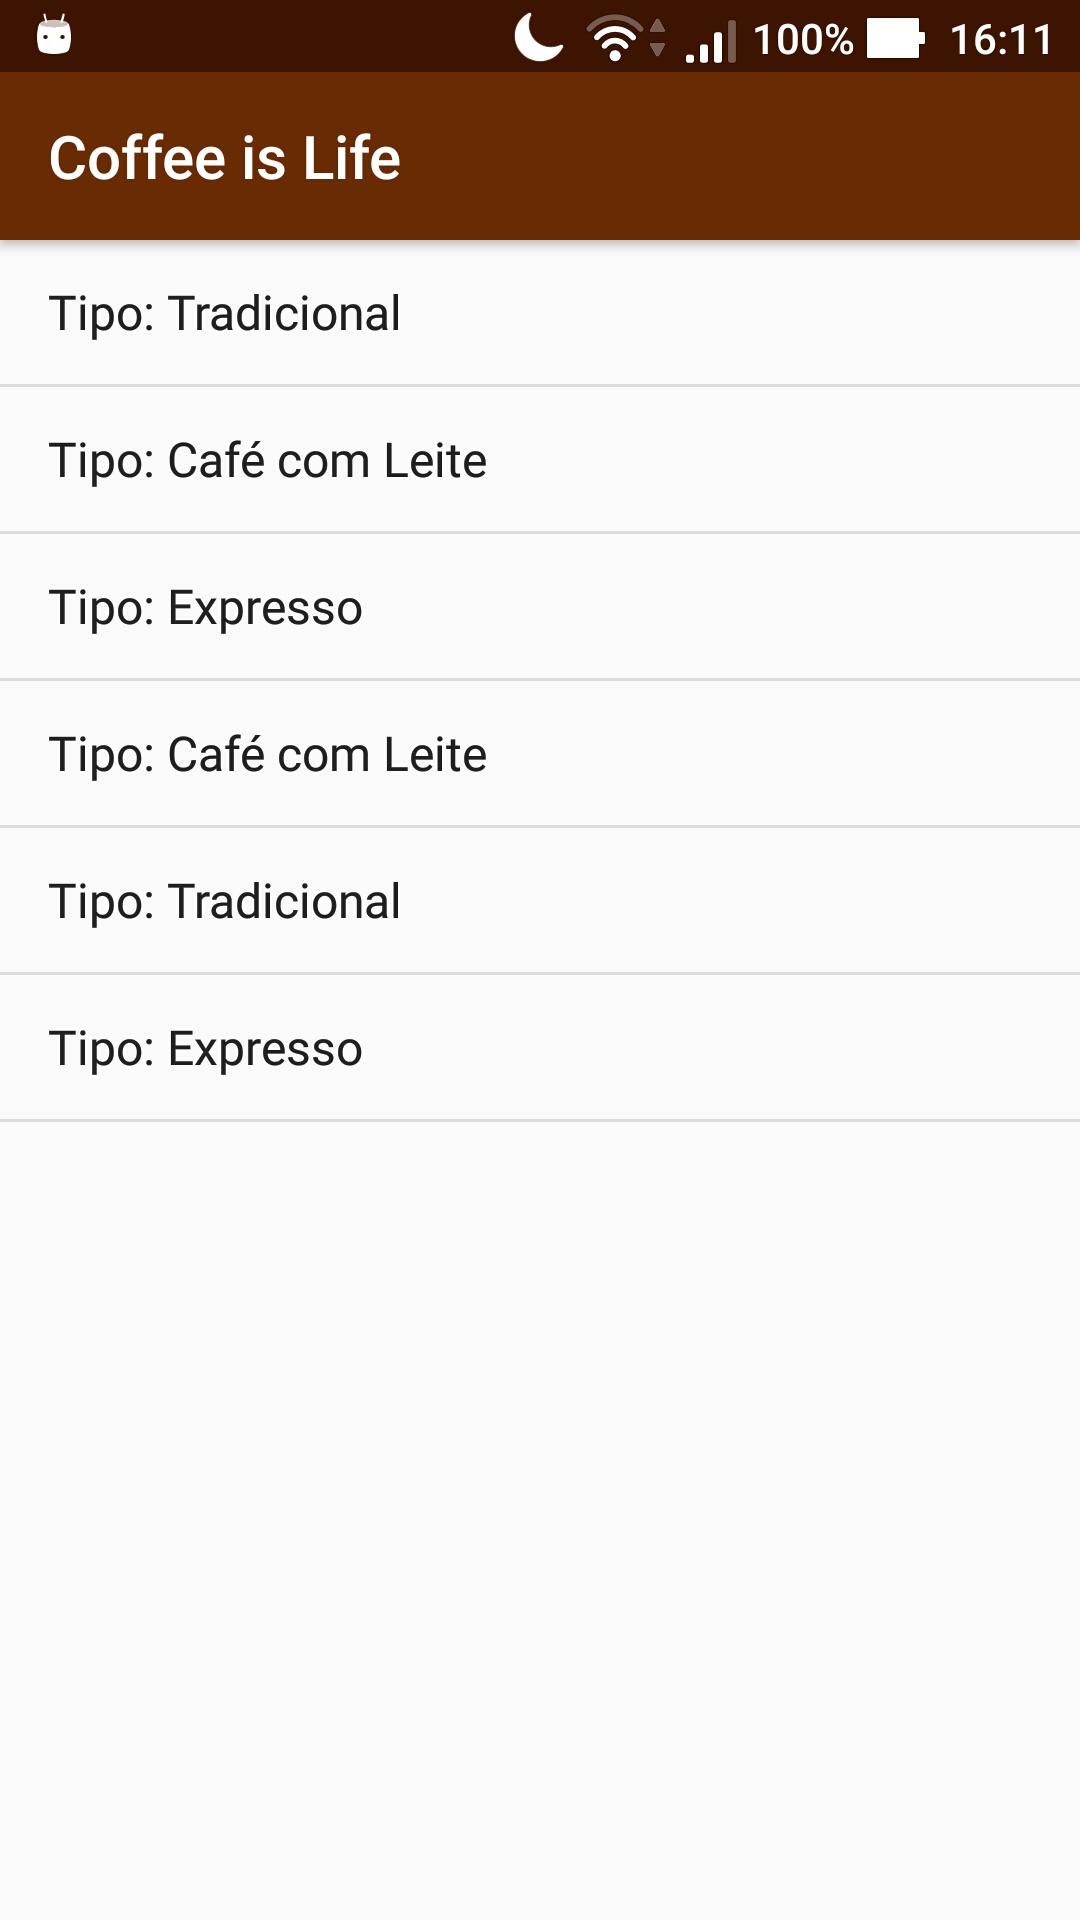 100% 16:11
Coffee is Life
Tipo: Tradicional
Tipo: Café com Leite
Tipo: Expresso
Tipo: Café com Leite
Tipo: Tradicional
Tipo: Expresso